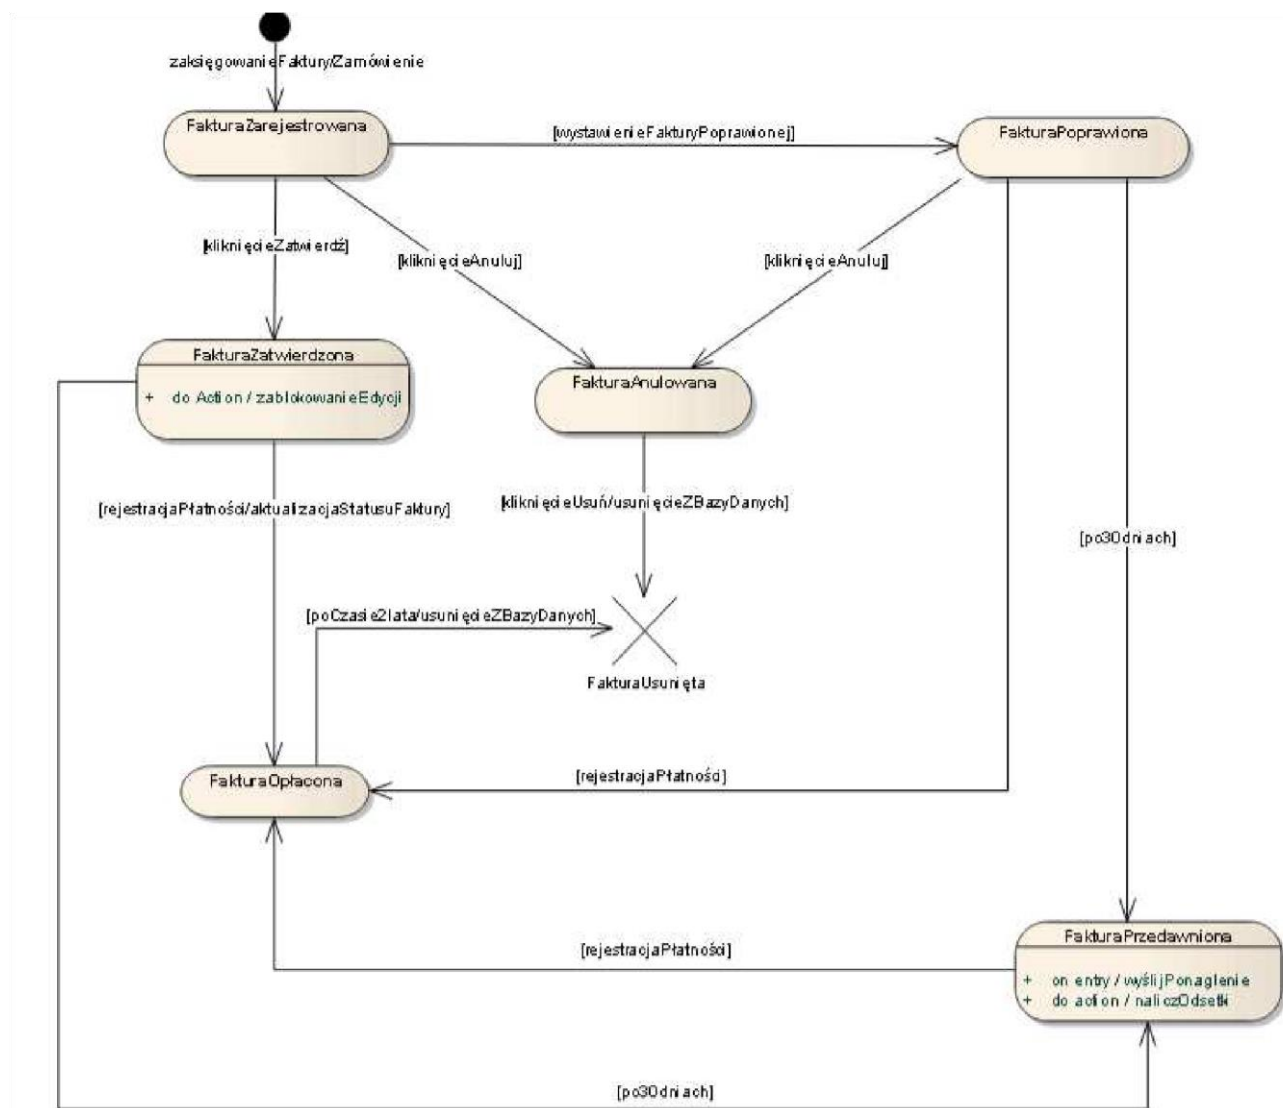 zaksięgowanieFaktury/Zamówienie
FakturaZarejestrowana
[wystawienieFakturyPoprawionej]
FakturaPoprawiona
[kliknięcieZatwierdź]
[kliknięcieAnuluj]
[kliknięcieAnuluj]
FakturaZatwierdzona
+ do Action / zablokowanieEdycji
FakturaAnulowana
[rejestracjaPłatności/aktualizacjaStatusuFaktury]
[kliknięcieUsuń/usunięcieZBazyDanych]
[po30dniach]
[poCzasie2lata/usunięcieZBazyDanych]
FakturaUsunięta
FakturaOpłacona
[rejestracjaPłatności]
FakturaPrzedawniona
[rejestracjaPłatności]
+ on entry / wyślijPonaglenie
+ do action / naliczOdsetki
[po30dniach]